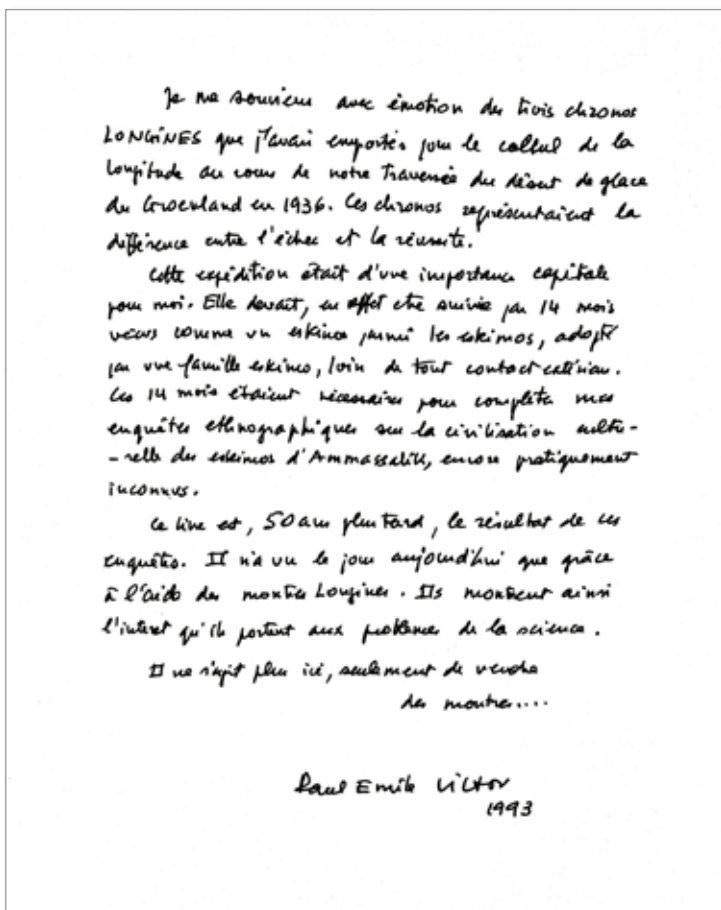 Je me souviens avec émotion des trois chronos
LONGINES que j'avais emportés pour le calcul de la
longitude au cours de notre Traversée du désert de glace
du Groenland en 1936. Ces chronos représentaient la
différence entre l'échec et la réussite.
Cette expédition était d'une importance capitale
pour moi. Elle devait, en effet être suivie par 14 mois
vécus comme un eskimo parmi les eskimos, adopté
par une famille eskimo, loin de tout contact extérieur.
Ces 14 mois étaient nécessaires pour compléter mes
enquêtes ethnographiques sur la civilisation cultu-
-relle des eskimos d'Ammassalik, encore pratiquement
inconnus.
Ce livre est, 50 ans plus tard, le résultat de ces
enquêtes. Il n'a vu le jour aujourd'hui que grâce
à l'aide des montres Longines. Ils montrent ainsi
l'interet qu'ils portent aux problemes de la science.
Il ne s'agit plus ici, seulement de vendre
des montres....
Paul Emile Victor
1993